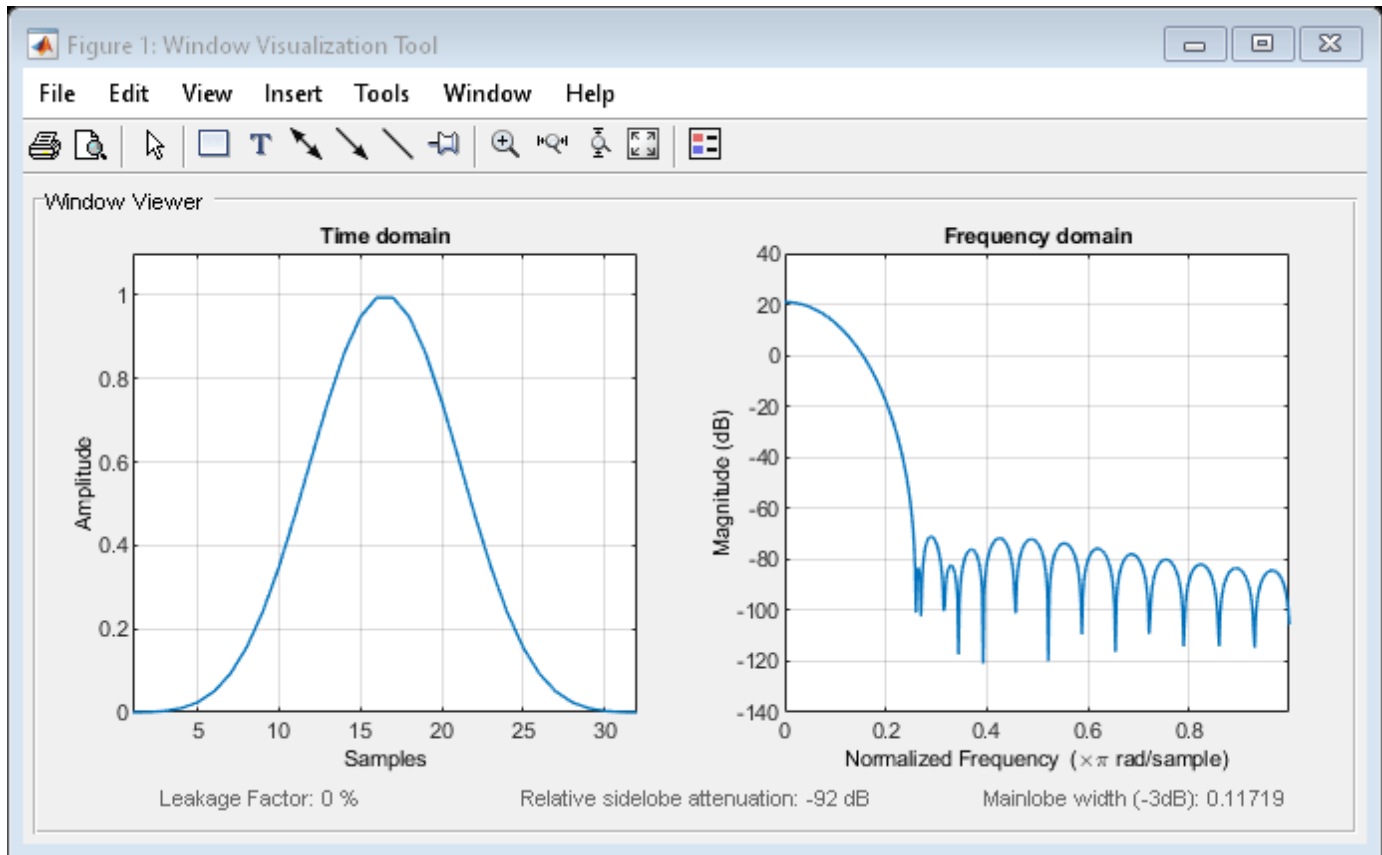 Figure 1: Window Visualization Tool
File Edit View Insert Tools Window Help
T
Window Viewer
Time domain
1
0.8
0.6
0.4
0.2
0
5 10 15 20 25 30
Amplitude
Samples
Frequency domain
40
20
0
-20
-40
-60
-80
-100
-120
-140
0 0.2 0.4 0.6 0.8
Magnitude (dB)
Normalized Frequency (×π rad/sample)
Leakage Factor: 0 % Relative sidelobe attenuation: -92 dB Mainlobe width (-3dB): 0.11719